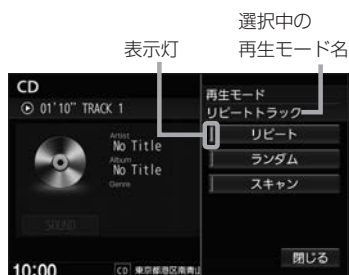 選択中の
表示灯
再生モード名
CD
01'10" TRACK 1
Artist
No Title
Album
No Title
Genre
SOUND
10:00
CD 東京都港区南青山
再生モード
リピートトラック
リピート
ランダム
スキャン
閉じる